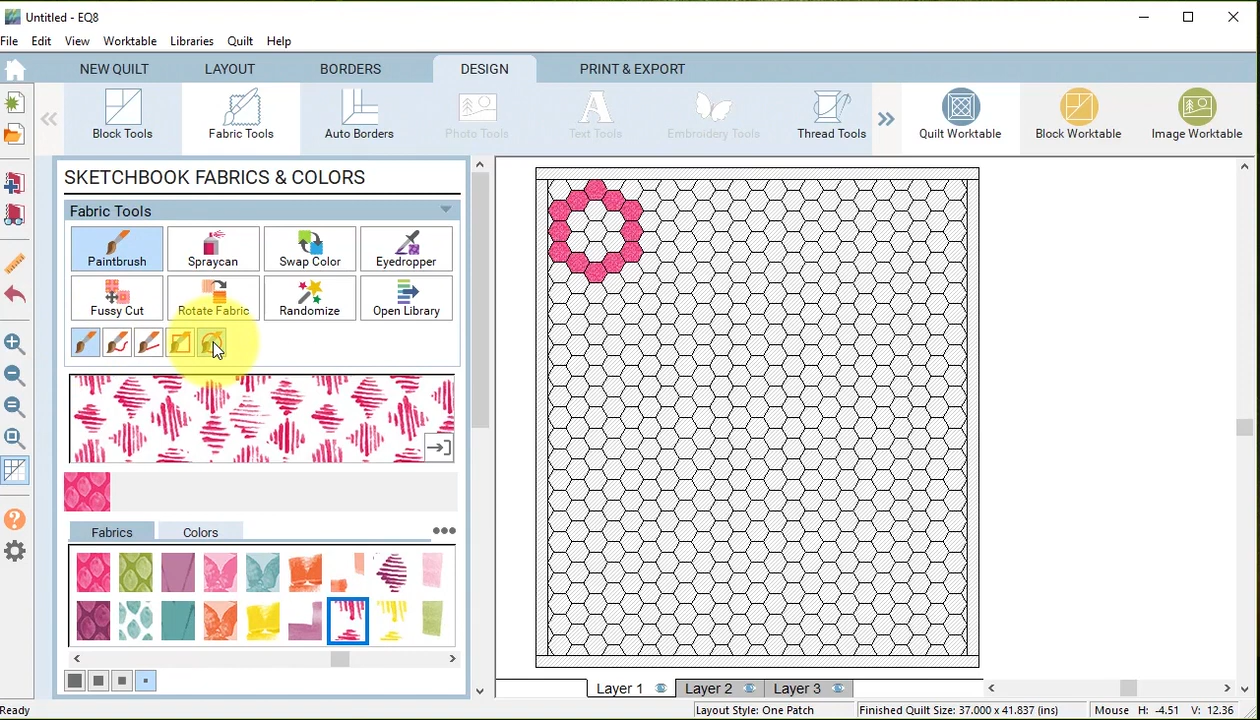 Untitled - EQ8
File Edit View Worktable Libraries Quilt Help
NEW QUILT LAYOUT BORDERS DESIGN PRINT & EXPORT
Block Tools Fabric Tools Auto Borders Photo Tools Text Tools Embroidery Tools Thread Tools Quilt Worktable Block Worktable Image Worktable
SKETCHBOOK FABRICS & COLORS
Fabric Tools
Paintbrush Spraycan Swap Color Eyedropper
Fussy Cut Rotate Fabric Randomize Open Library
Fabrics Colors
Layer 1 Layer 2 Layer 3
Ready Layout Style: One Patch Finished Quilt Size: 37.000 x 41.837 (ins) Mouse H: -4.51 V: 12.36